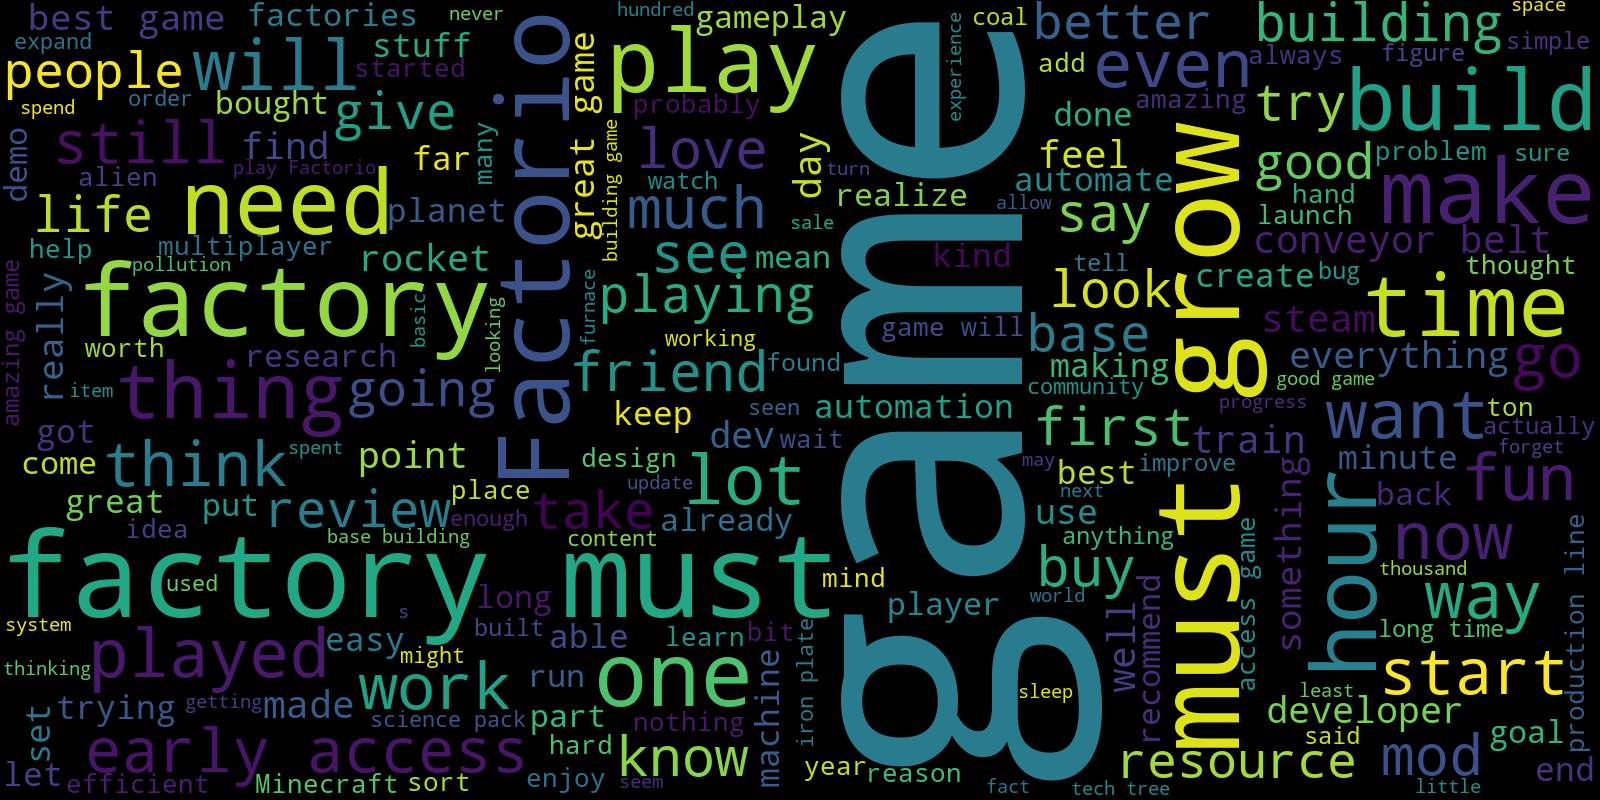 best game
factories
never
hundred
gameplay
coal
better
building
space
expand
people
will
stuff
started
Factorio
great game
play
experience
add
even
always
figure
simple
spend
order
bought
give
probably
game
done
amazing
try
build
demo
still
find
far
many
building game
love
day
turn
feel
good
problem
sure
alien
play Factorio
watch
realize
allow
automate
hand
make
life
need
planet
much
sale
say
launch
help
multiplayer
see
mean
kind
tell
must grow
conveyor belt
really
pollution
rocket
furnace
playing
create
bug
thought
amazing game
factory
basic
looking
game will
look
steam
time
worth
research
working
base
everything
go
item
thing
going
friend
found
making
community
good game
got
keep
seen
automation
progress
want
ton
come
think
spent
point
dev
wait
first
train
actually
forget
great
put
review
place
design
update
lot
may
best
improve
minute
fun
idea
enough
take
already
next
use
something
hour
back
factory must
base building
content
anything
access game
now
production line
used
mind
buy
thousand
system
long
s
player
world
well
way
thinking
played
easy
built
able
learn
bit
iron plate
recommend
long time
might
one
sleep
least
start
set
trying
getting
made
work
run
machine
developer
science pack
part
nothing
said
goal
let
early access
hard
know
year
reason
resource
mod
end
efficient
Minecraft
sort
enjoy
seem
fact
tech tree
little